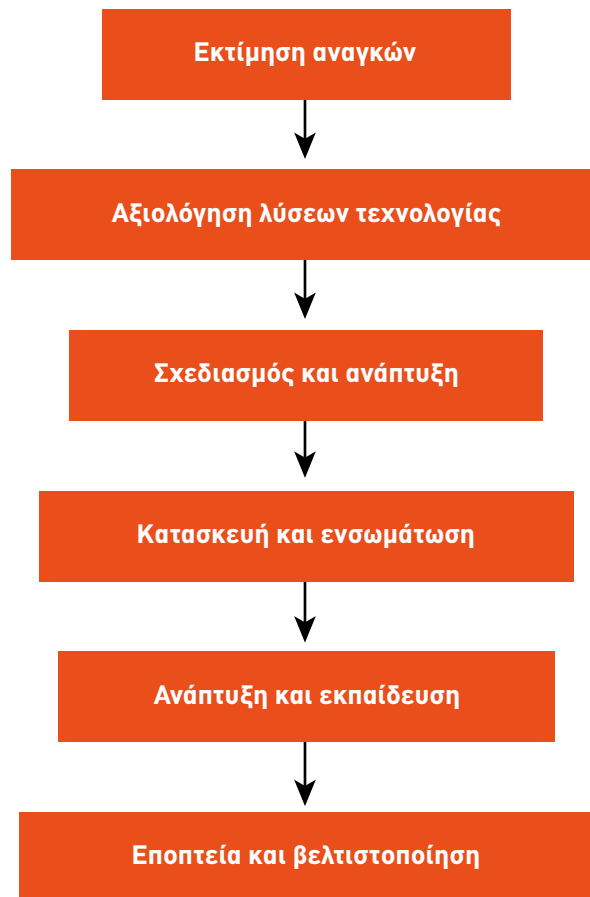 Εκτίμηση αναγκών
Αξιολόγηση λύσεων τεχνολογίας
Σχεδιασμός και ανάπτυξη
Κατασκευή και ενσωμάτωση
Ανάπτυξη και εκπαίδευση
Εποπτεία και βελτιστοποίηση